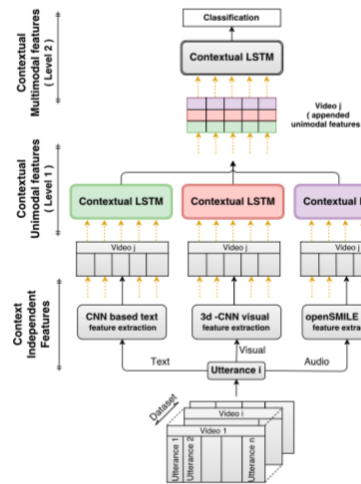 Classification
Contextual
Multimodal features
( Level 2 )
Contextual LSTM
Video j
( appended
unimodal features
Contextual
Unimodal features
( Level 1 )
Contextual LSTM
Contextual LSTM
Contextual L
Video j
Video j
Video j
Context
Independent
Features
CNN based text
feature extraction
3d -CNN visual
feature extraction
openSMILE
feature extra
Text
Visual
Audio
Utterance i
Dataset
Video i
Video 1
Utterance 1
Utterance 2
Utterance n